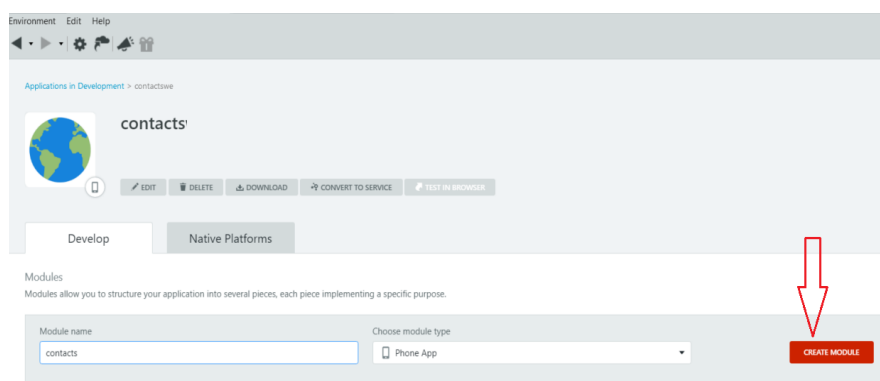 Environment Edit Help
Applications in Development > contactswe
contacts
EDIT DELETE DOWNLOAD CONVERT TO SERVICE TEST IN BROWSER
Develop Native Platforms
Modules
Modules allow you to structure your application into several pieces, each piece implementing a specific purpose.
Module name Choose module type
contacts Phone App CREATE MODULE